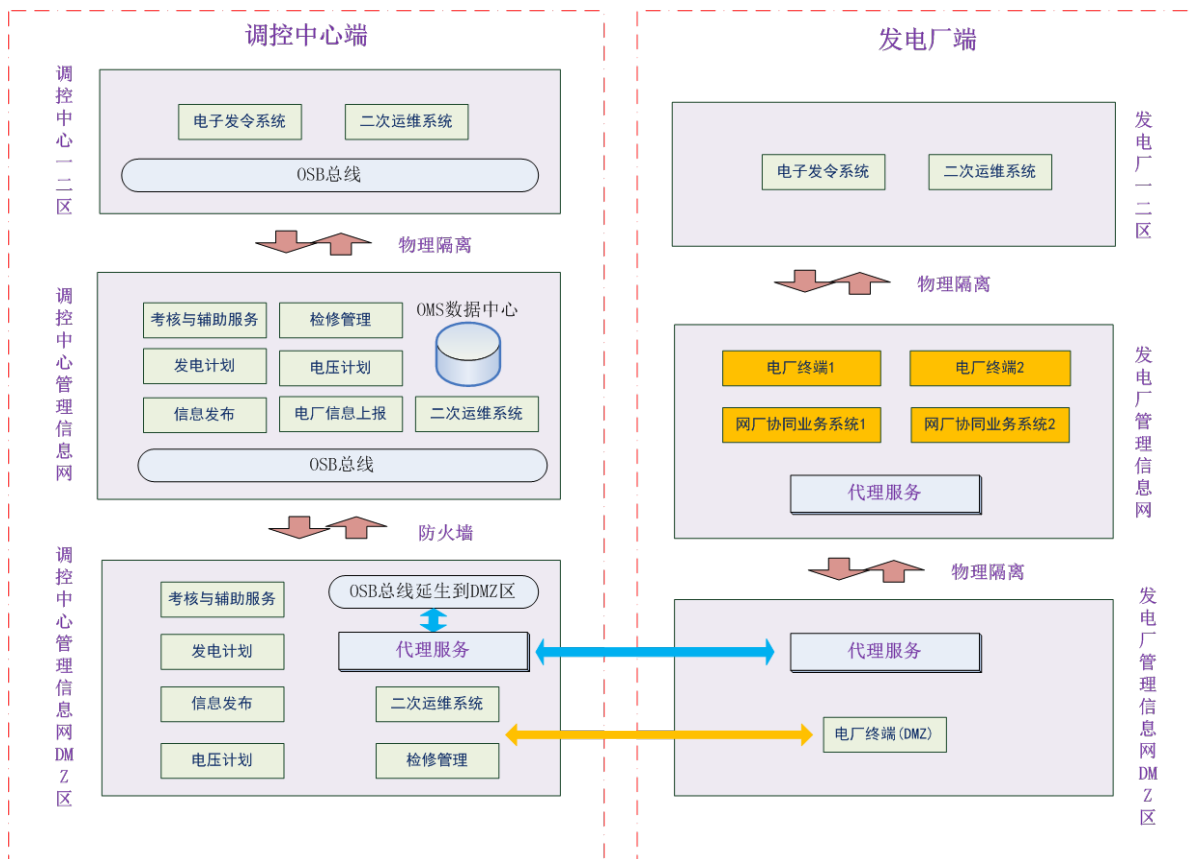 调控中心端
调控中心一二区
电子发令系统
二次运维系统
OSB总线
物理隔离
调控中心管理信息网
考核与辅助服务
检修管理
OMS数据中心
发电计划
电压计划
信息发布
电厂信息上报
二次运维系统
OSB总线
防火墙
调控中心管理信息网DMZ区
考核与辅助服务
OSB总线延生到DMZ区
发电计划
代理服务
信息发布
二次运维系统
电压计划
检修管理
发电厂端
发电厂一二区
电子发令系统
二次运维系统
物理隔离
发电厂管理信息网
电厂终端1
电厂终端2
网厂协同业务系统1
网厂协同业务系统2
代理服务
物理隔离
发电厂管理信息网DMZ区
代理服务
电厂终端(DMZ)